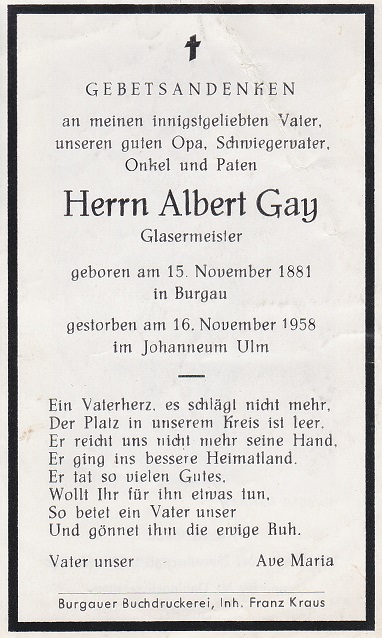 GEBETSANDENKEN
an meinen innigstgeliebten Vater,
unseren guten Opa, Schwiegervater,
Onkel und Paten
Herrn Albert Gay
Glasermeister
geboren am 15. November 1881
in Burgau
gestorben am 16. November 1958
im Johanneum Ulm
Ein Vaterherz, es schlägt nicht mehr,
Der Platz in unserem Kreis ist leer.
Er reicht uns nicht mehr seine Hand,
Er ging ins bessere Heimatland.
Er tat so vielen Gutes,
Wollt Ihr für ihn etwas tun,
So betet ein Vater unser
Und gönnet ihm die ewige Ruh.
Vater unser Ave Maria
Burgauer Buchdruckerei, Inh. Franz Kraus